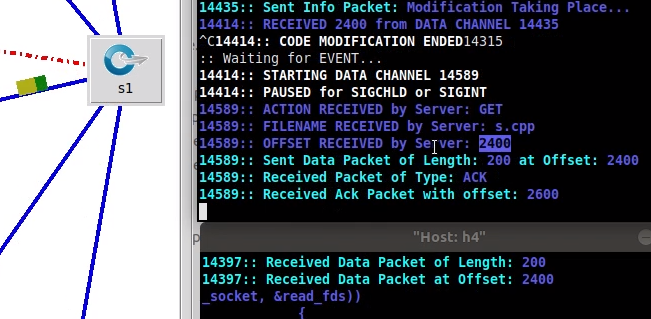 s1
14435:: Sent Info Packet: Modification Taking Place...
14414:: RECEIVED 2400 from DATA CHANNEL 14435
^C14414:: CODE MODIFICATION ENDED14315
:: Waiting for EVENT...
14414:: STARTING DATA CHANNEL 14589
14414:: PAUSED for SIGCHLD or SIGINT
14589:: ACTION RECEIVED by Server: GET
14589:: FILENAME RECEIVED by Server: s.cpp
14589:: OFFSET RECEIVED by Server: 2400
14589:: Sent Data Packet of Length: 200 at Offset: 2400
14589:: Received Packet of Type: ACK
14589:: Received Ack Packet with offset: 2600
"Host: h4"
14397:: Received Data Packet of Length: 200
14397:: Received Data Packet at Offset: 2400
_socket, &read_fds))
{